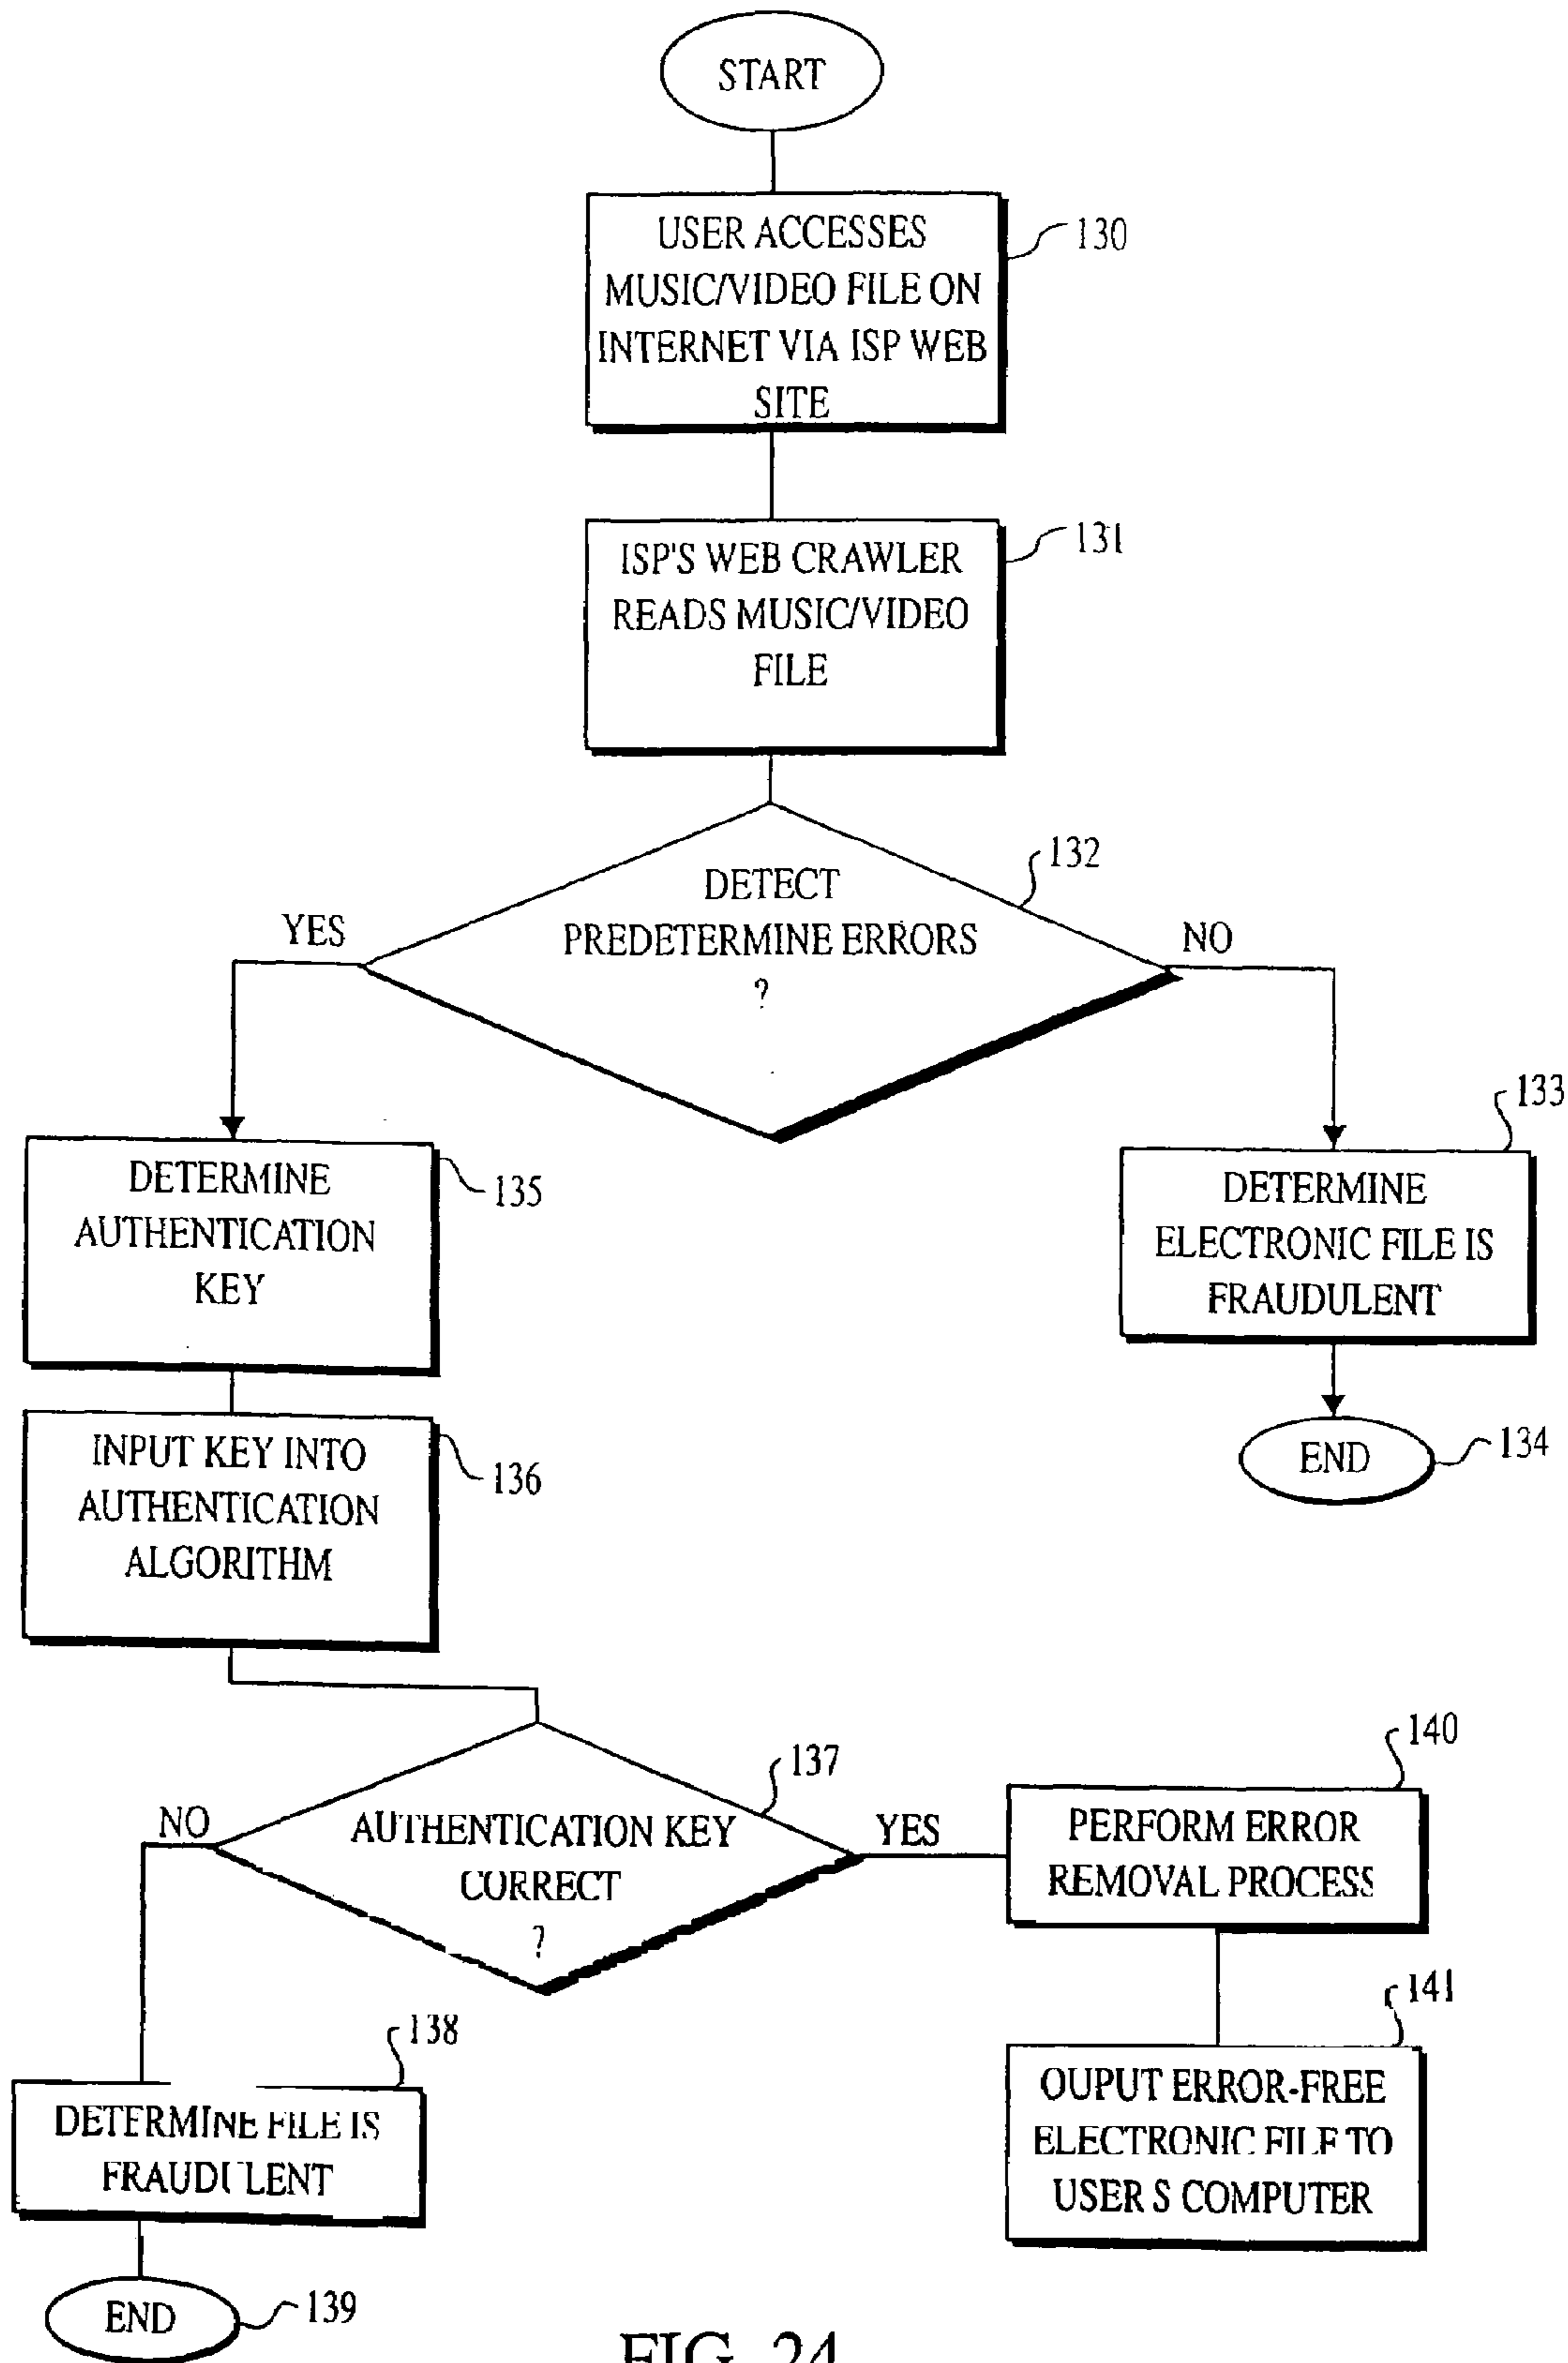 START
USER ACCESSES
MUSIC/VIDEO FILE ON
INTERNET VIA ISP WEB
SITE
130
ISP'S WEB CRAWLER
READS MUSIC/VIDEO
FILE
131
DETECT
PREDETERMINE ERRORS
?
132
YES
NO
DETERMINE
AUTHENTICATION
KEY
135
DETERMINE
ELECTRONIC FILE IS
FRAUDULENT
133
INPUT KEY INTO
AUTHENTICATION
ALGORITHM
136
END
134
AUTHENTICATION KEY
CORRECT
?
137
NO
YES
PERFORM ERROR
REMOVAL PROCESS
140
DETERMINE FILE IS
FRAUDULENT
138
OUPUT ERROR-FREE
ELECTRONIC FILE TO
USER S COMPUTER
141
END
139
FIG. 24